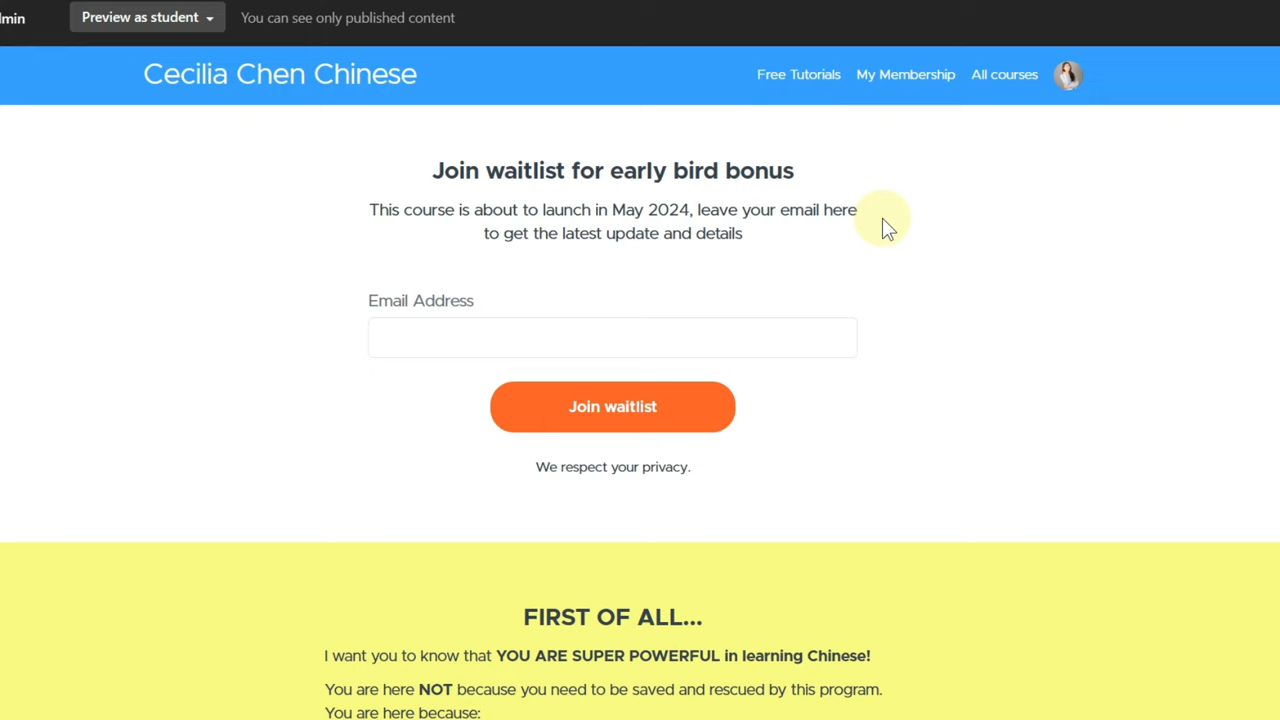 dmin
Preview as student
You can see only published content
Cecilia Chen Chinese
Free Tutorials
My Membership
All courses
Join waitlist for early bird bonus
This course is about to launch in May 2024, leave your email here
to get the latest update and details
Email Address
Join waitlist
We respect your privacy.
FIRST OF ALL...
I want you to know that YOU ARE SUPER POWERFUL in learning Chinese!
You are here NOT because you need to be saved and rescued by this program.
You are here because: